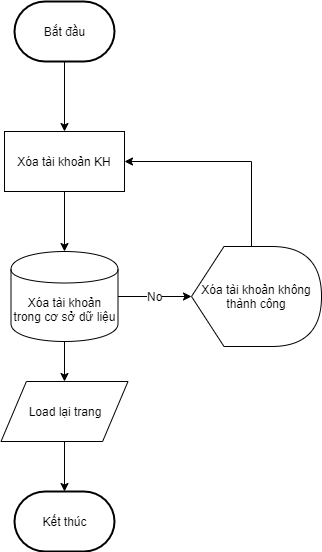 Bắt đầu
Xóa tài khoản KH
Xóa tài khoản
trong cơ sở dữ liệu
No
Xóa tài khoản không
thành công
Load lại trang
Kết thúc